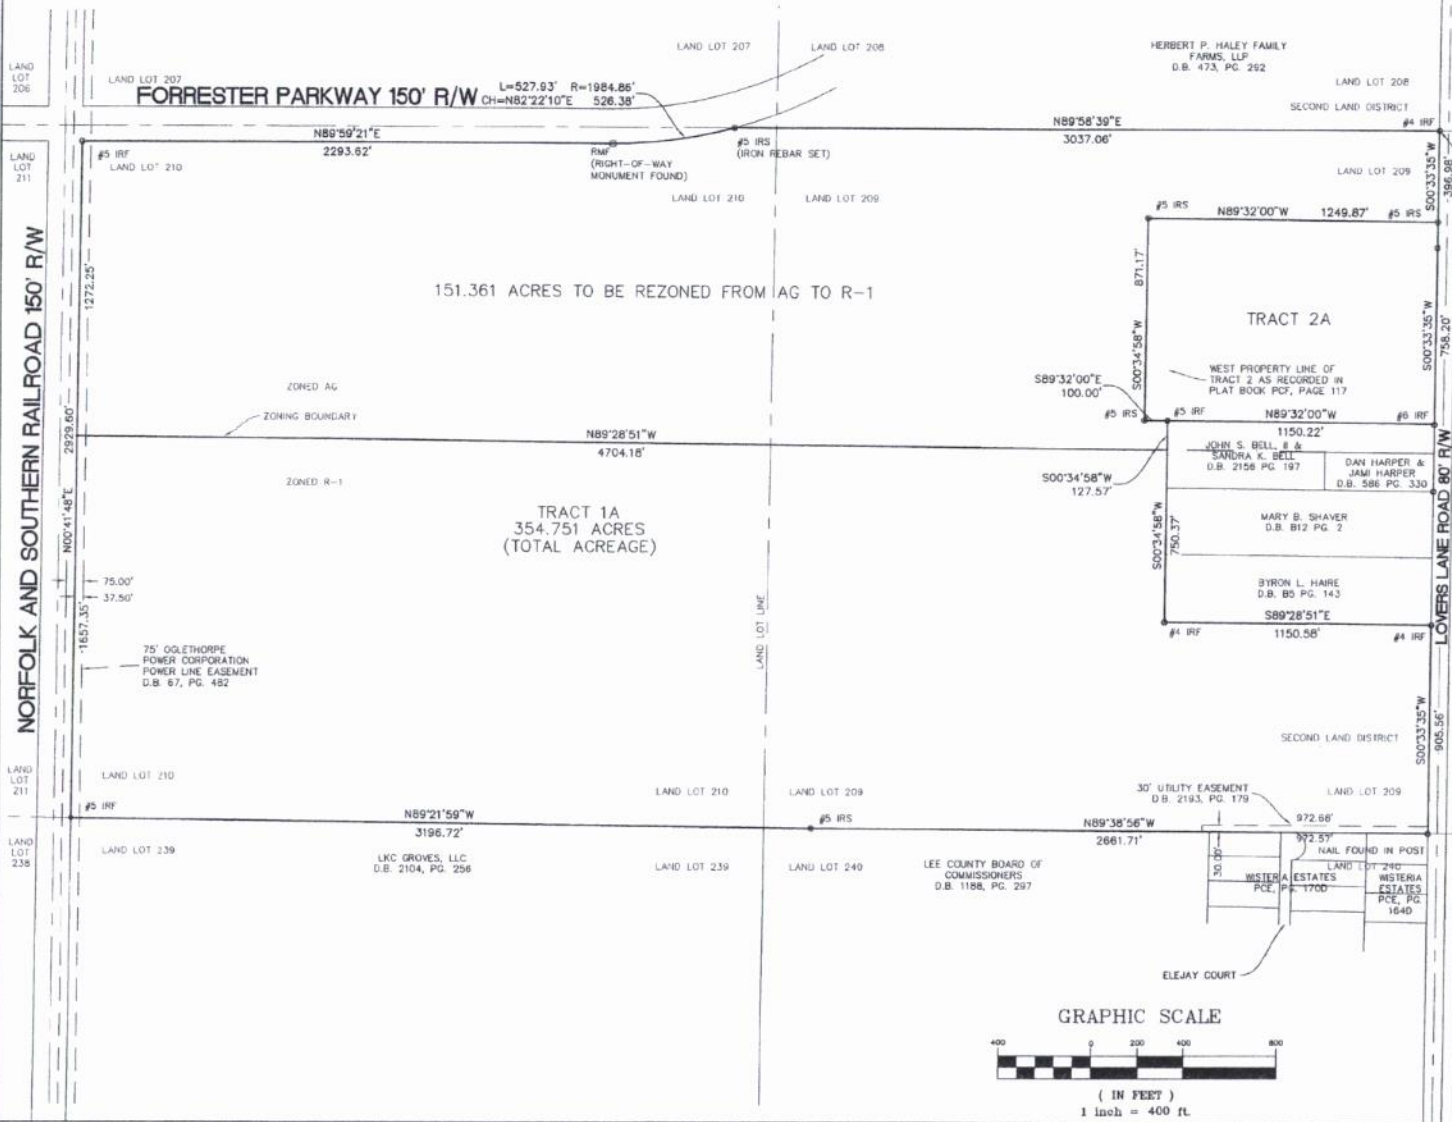 LAND LOT 207
LAND LOT 208
HERBERT P. HALEY FAMILY
FARMS, LLP
D.B. 473, PG. 292
LAND
LOT
206
LAND LOT 207
LAND LOT 208
FORRESTER PARKWAY 150' R/W
L=527.93' R=1984.86'
CH=N82°22'10"E 526.38'
SECOND LAND DISTRICT
#4 IRF
N89°59'21"E
2293.62'
N89°58'39"E
3037.06'
#5 IRS
(IRON REBAR SET)
RMF
(RIGHT-OF-WAY
MONUMENT FOUND)
#5 IRF
LAND LOT 210
LAND
LOT
211
LAND LOT 209
S00°33'35"W
396.98'
LAND LOT 210
LAND LOT 209
#5 IRS
N89°32'00"W 1249.87'
#5 IRS
NORFOLK AND SOUTHERN RAILROAD 150' R/W
1272.25'
871.17'
151.361 ACRES TO BE REZONED FROM AG TO R-1
TRACT 2A
S00°34'58"W
S00°33'35"W
758.20'
WEST PROPERTY LINE OF
TRACT 2 AS RECORDED IN
PLAT BOOK PCF, PAGE 117
S89°32'00"E
100.00'
ZONED AG
ZONING BOUNDARY
#5 IRS
#5 IRF
N89°32'00"W
1150.22'
#6 IRF
2929.60'
N89°28'51"W
4704.18'
JOHN S. BELL, II &
SANDRA K. BELL
D.B. 2156 PG. 197
DAN HARPER &
JAMI HARPER
D.B. 586 PG. 330
S00°34'58"W
127.57'
ZONED R-1
N00°41'48"E
TRACT 1A
354.751 ACRES
(TOTAL ACREAGE)
S00°34'58"W
750.37'
MARY B. SHAVER
D.B. B12 PG. 2
LOVERS LANE ROAD 80' R/W
75.00'
37.50'
BYRON L. HAIRE
D.B. B5 PG. 143
1657.35'
LAND LOT LINE
S89°28'51"E
1150.58'
#4 IRF
#4 IRF
75' OGLETHORPE
POWER CORPORATION
POWER LINE EASEMENT
D.B. 67, PG. 482
S00°33'35"W
905.56'
SECOND LAND DISTRICT
LAND
LOT
211
LAND LOT 210
LAND LOT 210
LAND LOT 209
30' UTILITY EASEMENT
D.B. 2193, PG. 179
LAND LOT 209
#5 IRF
N89°21'59"W
3196.72'
#5 IRS
N89°38'56"W
2661.71'
972.68'
972.57'
NAIL FOUND IN POST
LAND
LOT
238
LAND LOT 239
LKC GROVES, LLC
D.B. 2104, PG. 256
LAND LOT 239
LAND LOT 240
LEE COUNTY BOARD OF
COMMISSIONERS
D.B. 1188, PG. 297
30.00'
LAND LOT 240
WISTERIA ESTATES
PCE, PG. 170D
WISTERIA
ESTATES
PCE, PG.
164D
ELEJAY COURT
GRAPHIC SCALE
400 0 200 400 800
( IN FEET )
1 inch = 400 ft.